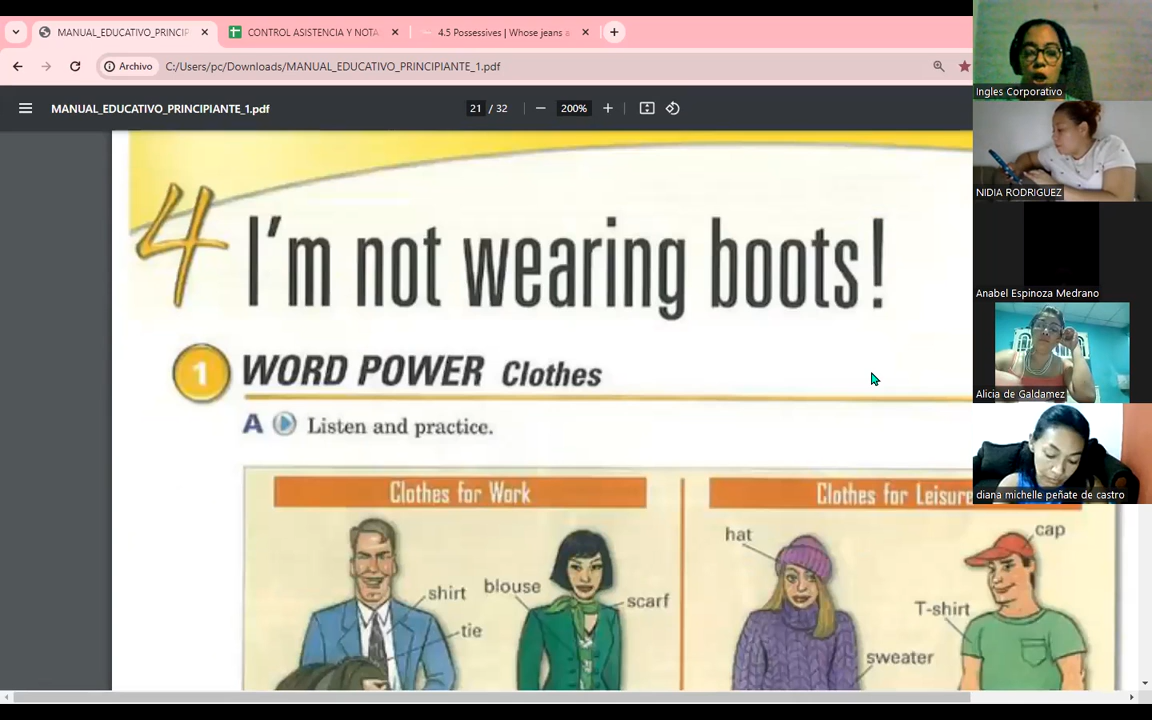 MANUAL_EDUCATIVO_PRINCIP
CONTROL ASISTENCIA Y NOTA
4.5 Possessives | Whose jeans a
Archivo
C:/Users/pc/Downloads/MANUAL_EDUCATIVO_PRINCIPIANTE_1.pdf
MANUAL_EDUCATIVO_PRINCIPIANTE_1.pdf
21 / 32
200%
4 I'm not wearing boots!
1 WORD POWER Clothes
A Listen and practice.
Clothes for Work
Clothes for Leisure
hat
cap
shirt
blouse
scarf
T-shirt
tie
sweater
Ingles Corporativo
NIDIA RODRIGUEZ
Anabel Espinoza Medrano
Alicia de Galdamez
diana michelle peñate de castro